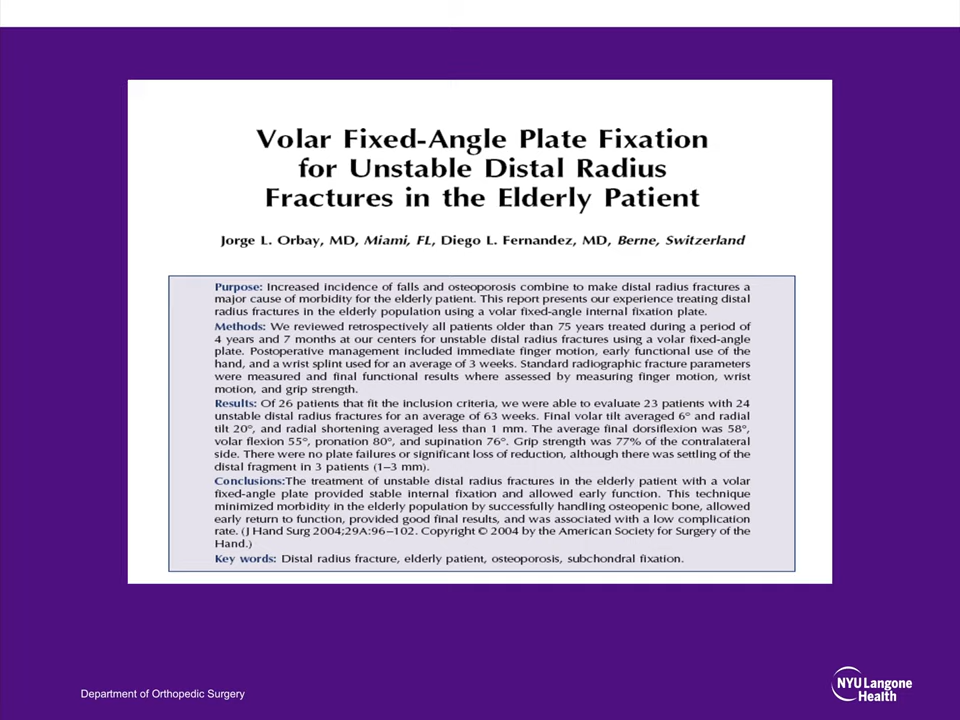 Volar Fixed-Angle Plate Fixation
for Unstable Distal Radius
Fractures in the Elderly Patient
Jorge L. Orbay, MD, Miami, FL, Diego L. Fernandez, MD, Berne, Switzerland
Purpose: Increased incidence of falls and osteoporosis combine to make distal radius fractures a
major cause of morbidity for the elderly patient. This report presents our experience treating distal
radius fractures in the elderly population using a volar fixed-angle internal fixation plate.
Methods: We reviewed retrospectively all patients older than 75 years treated during a period of
4 years and 7 months at our centers for unstable distal radius fractures using a volar fixed-angle
plate. Postoperative management included immediate finger motion, early functional use of the
hand, and a wrist splint used for an average of 3 weeks. Standard radiographic fracture parameters
were measured and final functional results where assessed by measuring finger motion, wrist
motion, and grip strength.
Results: Of 26 patients that fit the inclusion criteria, we were able to evaluate 23 patients with 24
unstable distal radius fractures for an average of 63 weeks. Final volar tilt averaged 6° and radial
tilt 20°, and radial shortening averaged less than 1 mm. The average final dorsiflexion was 58°,
volar flexion 55°, pronation 80°, and supination 76°. Grip strength was 77% of the contralateral
side. There were no plate failures or significant loss of reduction, although there was settling of the
distal fragment in 3 patients (1–3 mm).
Conclusions:The treatment of unstable distal radius fractures in the elderly patient with a volar
fixed-angle plate provided stable internal fixation and allowed early function. This technique
minimized morbidity in the elderly population by successfully handling osteopenic bone, allowed
early return to function, provided good final results, and was associated with a low complication
rate. (J Hand Surg 2004;29A:96–102. Copyright © 2004 by the American Society for Surgery of the
Hand.)
Key words: Distal radius fracture, elderly patient, osteoporosis, subchondral fixation.
Department of Orthopedic Surgery
NYU Langone
Health